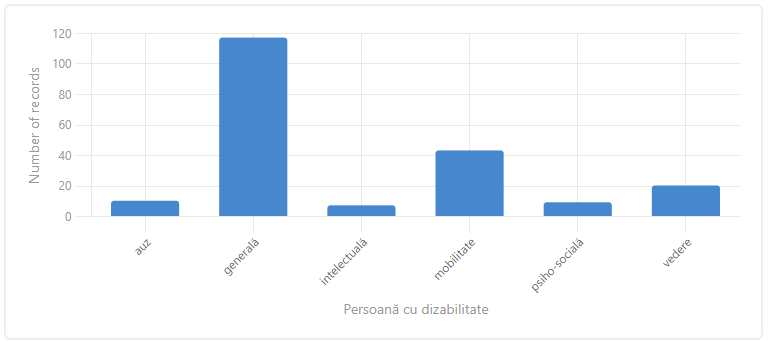 Number of records
120
100
80
60
40
20
0
auz
generală
intelectuală
mobilitate
psiho-socială
vedere
Persoană cu dizabilitate